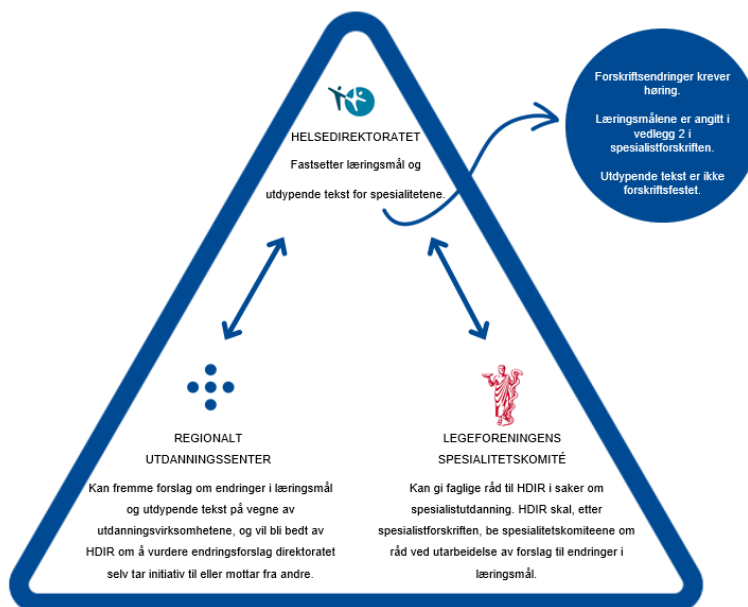 HELSEDIREKTORATET
Fastsetter læringsmål og
utdypende tekst for spesialitetene.
Forskriftsendringer krever
høring.
Læringsmålene er angitt i
vedlegg 2 i
spesialistforskriften.
Utdypende tekst er ikke
forskriftsfestet.
REGIONALT
UTDANNINGSSENTER
Kan fremme forslag om endringer i læringsmål
og utdypende tekst på vegne av
utdanningsvirksomhetene, og vil bli bedt av
HDIR om å vurdere endringsforslag direktoratet
selv tar initiativ til eller mottar fra andre.
LEGEFORENINGENS
SPESIALITETSKOMITÉ
Kan gi faglige råd til HDIR i saker om
spesialistutdanning. HDIR skal, etter
spesialistforskriften, be spesialitetskomiteene om
råd ved utarbeidelse av forslag til endringer i
læringsmål.